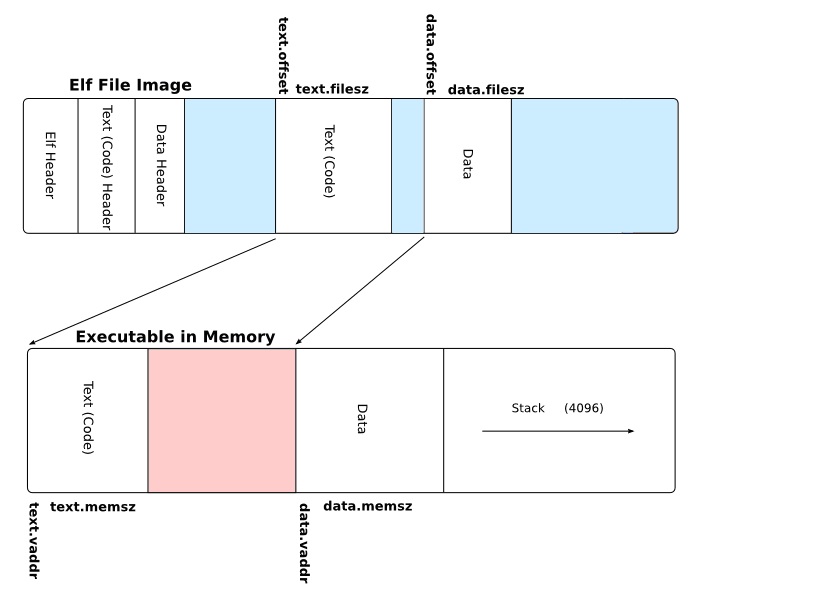 text.offset
data.offset
Elf File Image
text.filesz
data.filesz
Elf Header
Text (Code) Header
Data Header
Text (Code)
Data
Executable in Memory
Text (Code)
Data
Stack (4096)
text.vaddr
text.memsz
data.vaddr
data.memsz